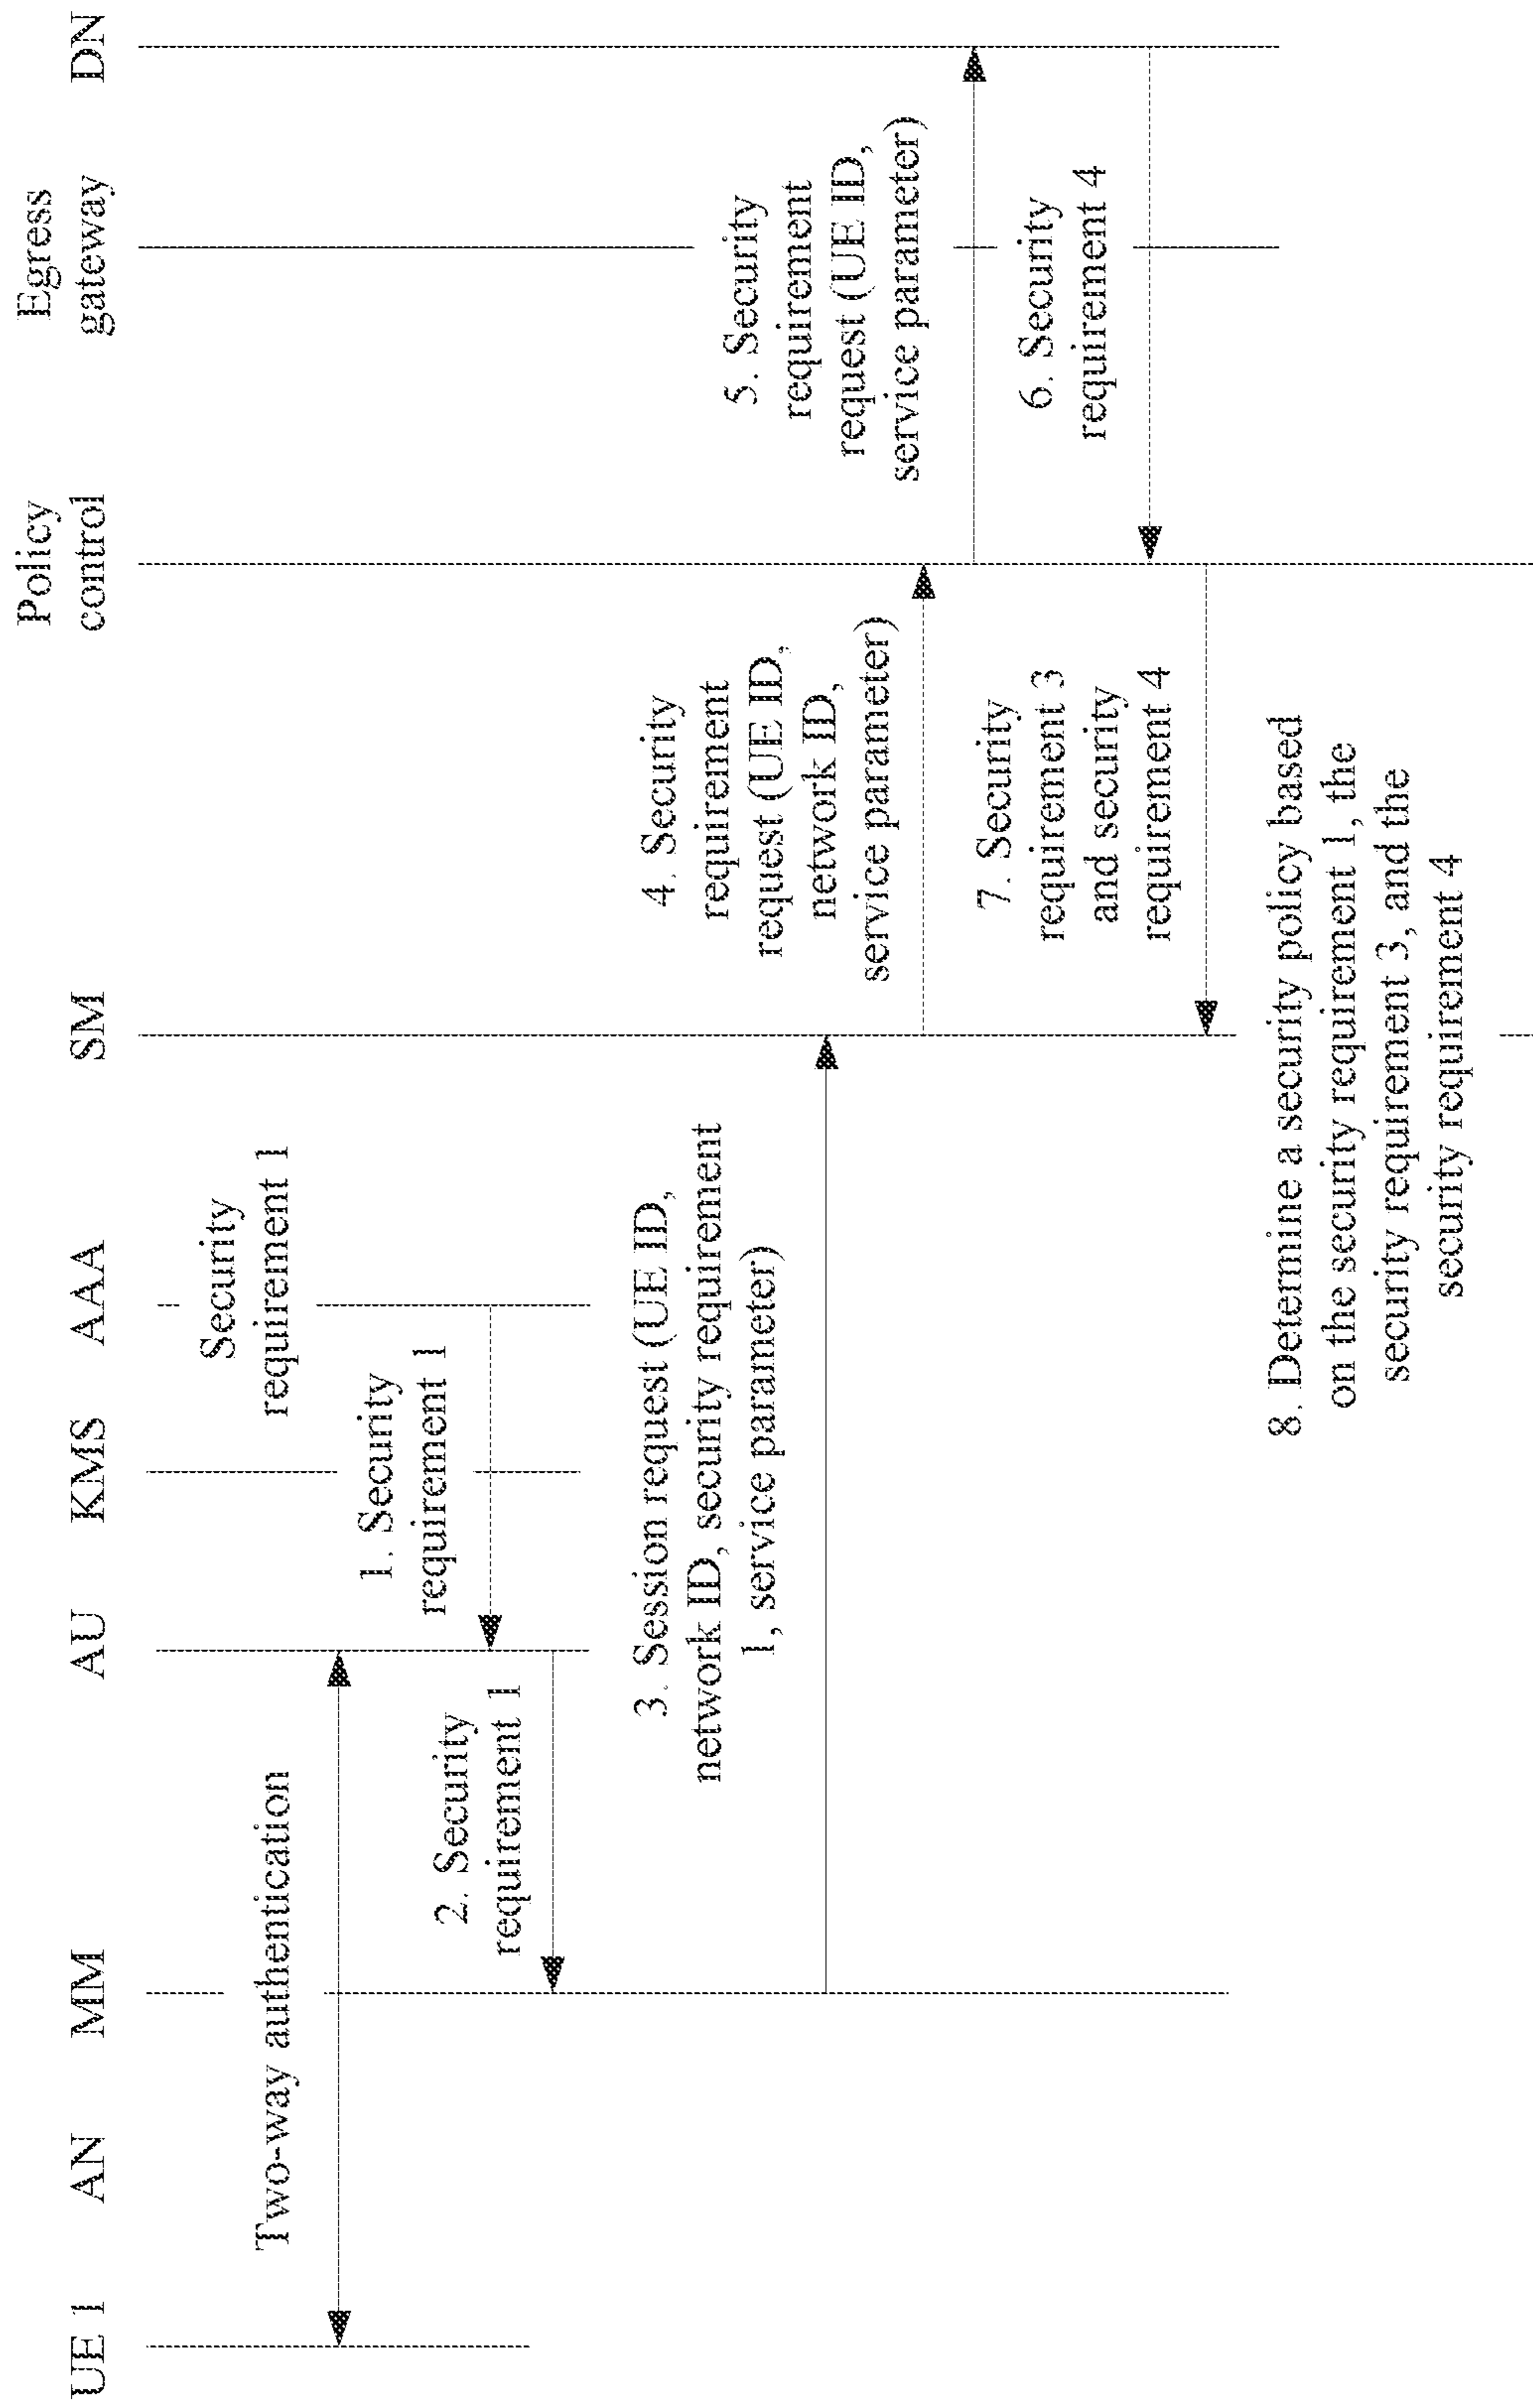 UE 1
AN
MM
AU
KMS
AAA
SM
Policy
control
Egress
gateway
DN
Two-way authentication
Security
requirement 1
1. Security
requirement 1
2. Security
requirement 1
3. Session request (UE ID,
network ID, security requirement
1, service parameter)
4. Security
requirement
request (UE ID,
network ID,
service parameter)
5. Security
requirement
request (UE ID,
service parameter)
6. Security
requirement 4
7. Security
requirement 3
and security
requirement 4
8. Determine a security policy based
on the security requirement 1, the
security requirement 3, and the
security requirement 4